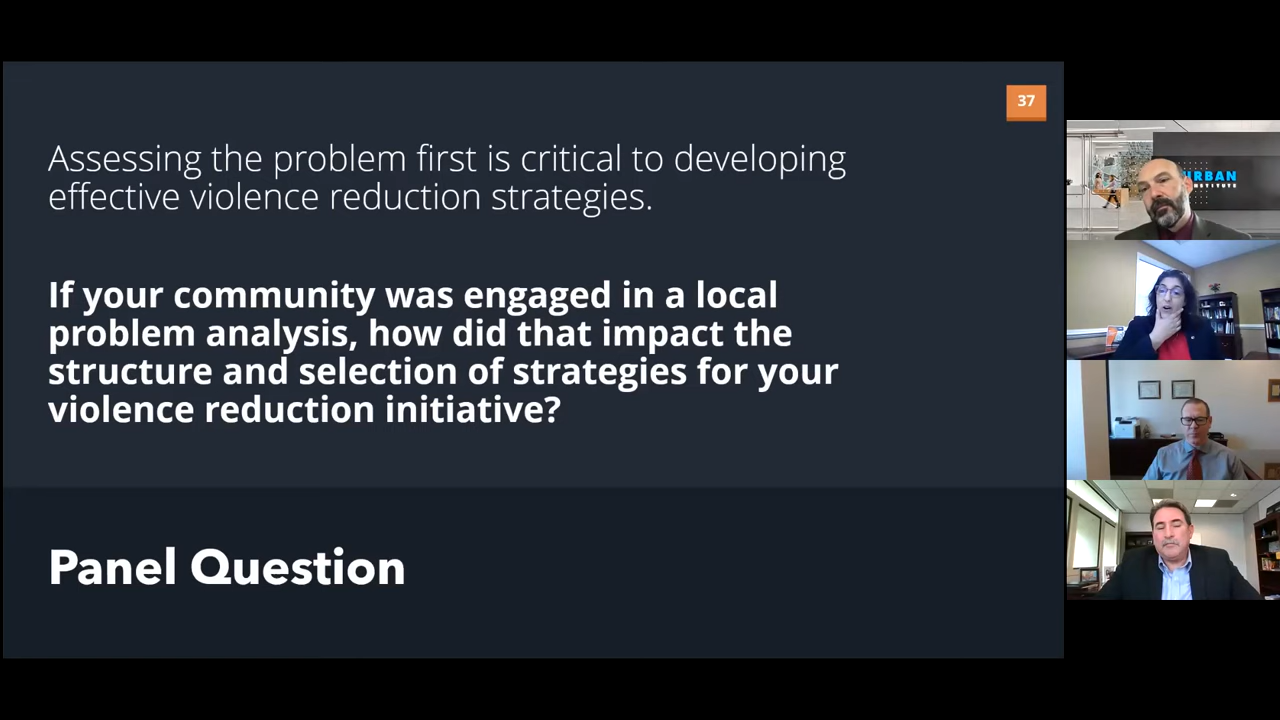 37
Assessing the problem first is critical to developing
effective violence reduction strategies.
If your community was engaged in a local
problem analysis, how did that impact the
structure and selection of strategies for your
violence reduction initiative?
Panel Question
URBAN